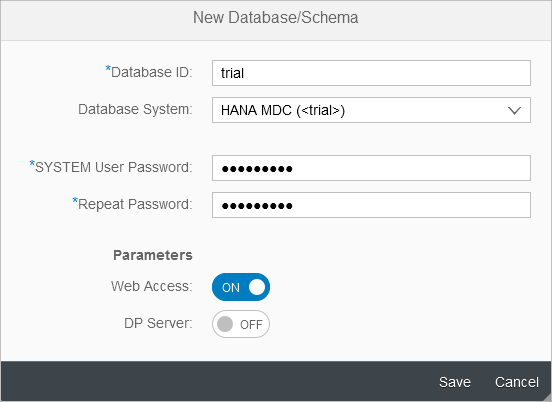 New Database/Schema
*Database ID: trial
Database System: HANA MDC (<trial>)
*SYSTEM User Password: ●●●●●●●●●
*Repeat Password: ●●●●●●●●●
Parameters
Web Access: ON
DP Server: OFF
Save Cancel